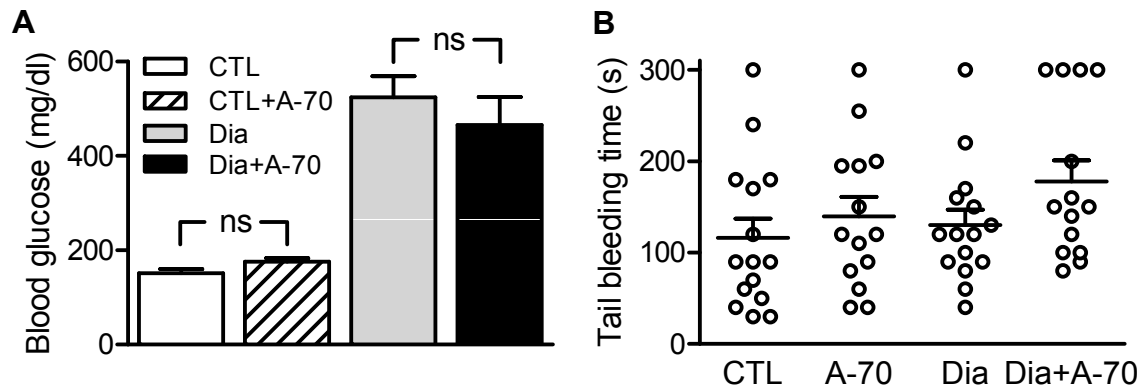 A
Blood glucose (mg/dl)
600
400
200
0
CTL
CTL+A-70
Dia
Dia+A-70
ns
ns
B
Tail bleeding time (s)
300
200
100
0
CTL A-70 Dia Dia+A-70